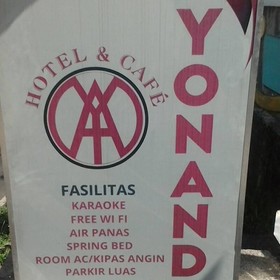 HOTEL & CAFÉ
YONAND
FASILITAS
KARAOKE
FREE WI FI
AIR PANAS
SPRING BED
ROOM AC/KIPAS ANGIN
PARKIR LUAS